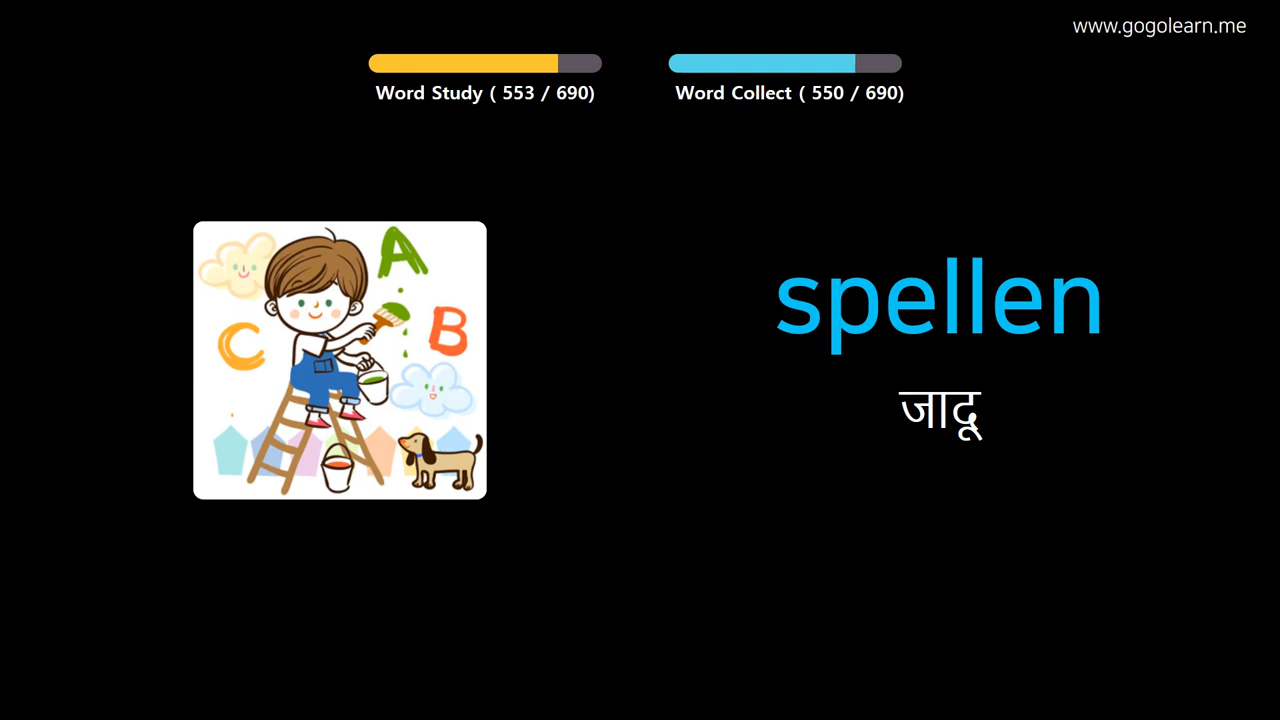 www.gogolearn.me
Word Study ( 553 / 690)
Word Collect ( 550 / 690)
A
B
C
spellen
जादू